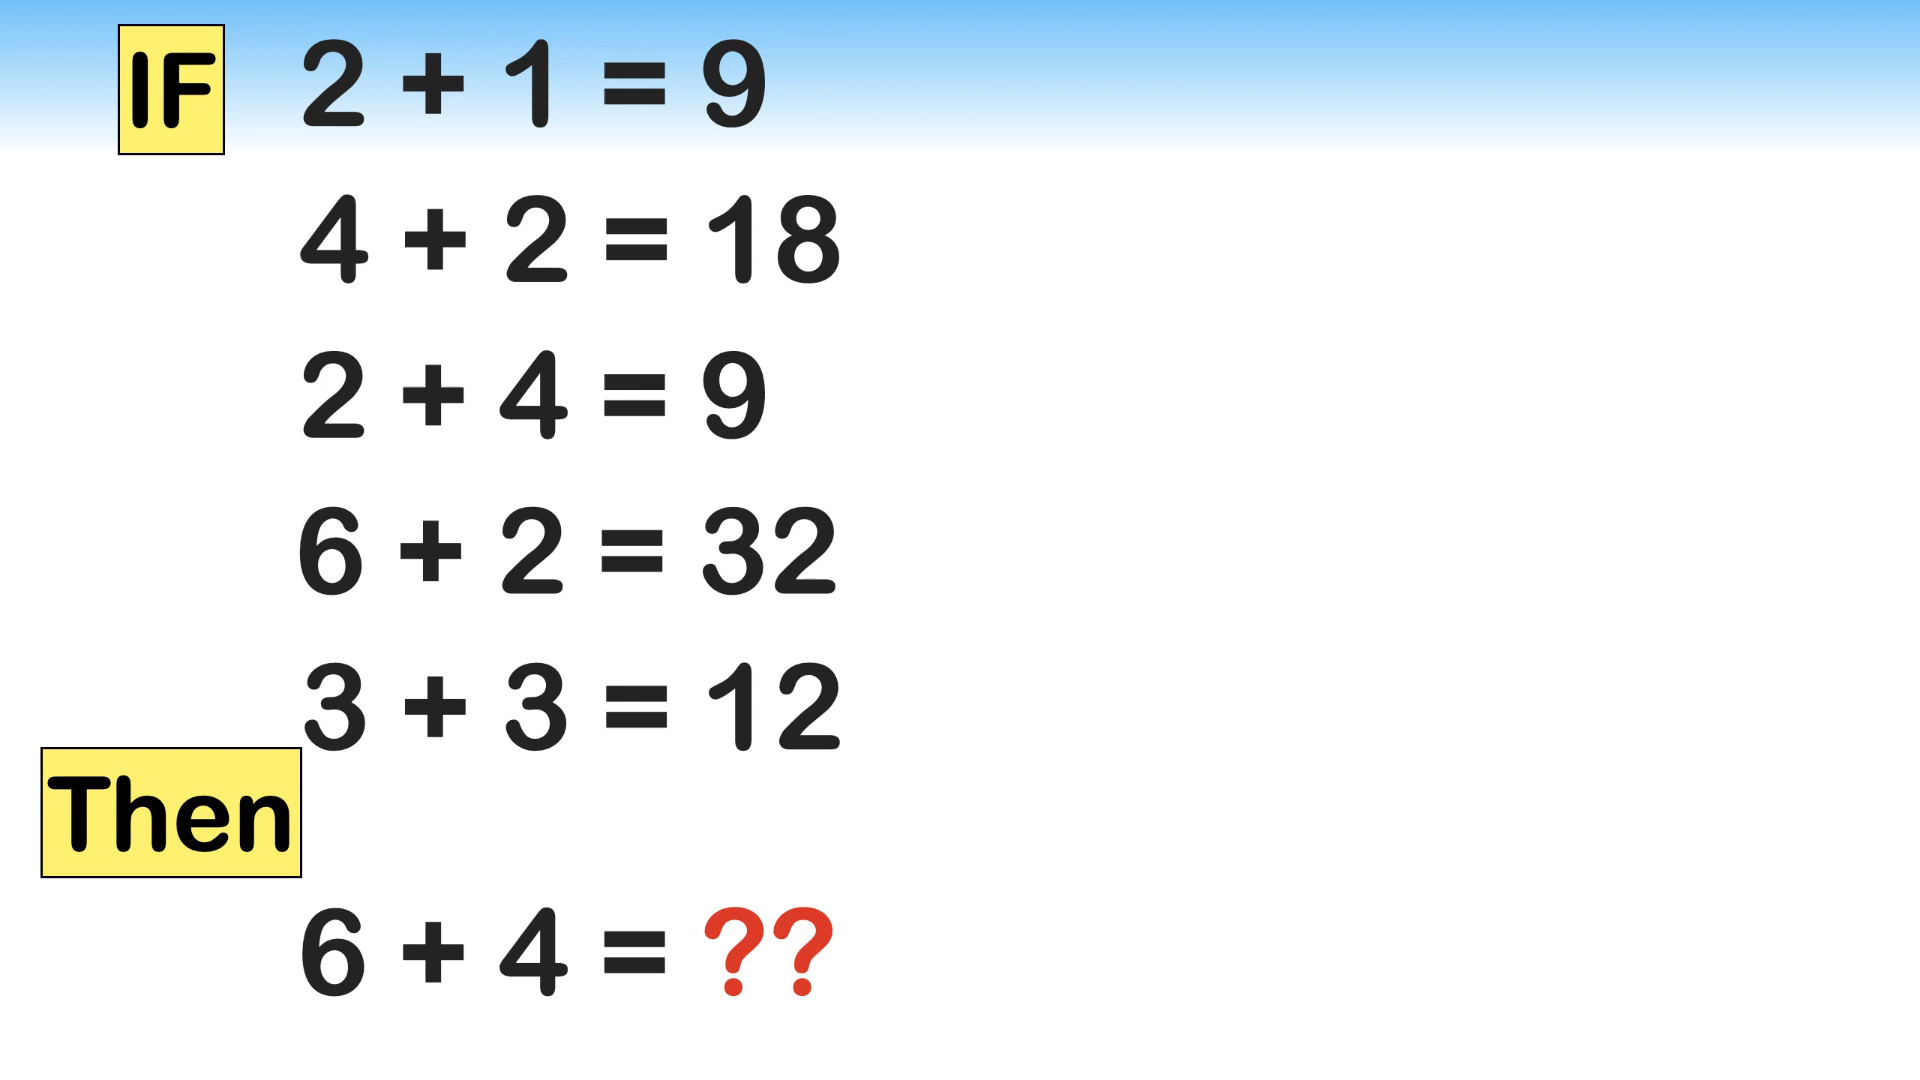 IF 2 + 1 = 9
4 + 2 = 18
2 + 4 = 9
6 + 2 = 32
3 + 3 = 12
Then
6 + 4 = ??